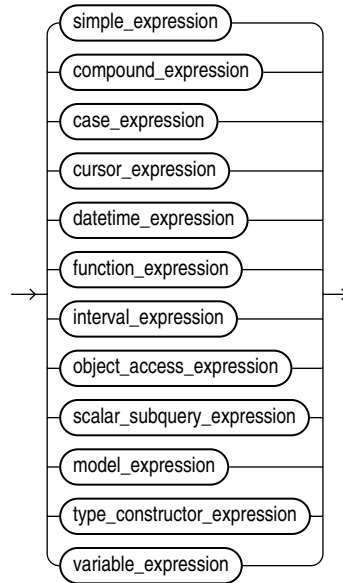 simple_expression
compound_expression
case_expression
cursor_expression
datetime_expression
function_expression
interval_expression
object_access_expression
scalar_subquery_expression
model_expression
type_constructor_expression
variable_expression